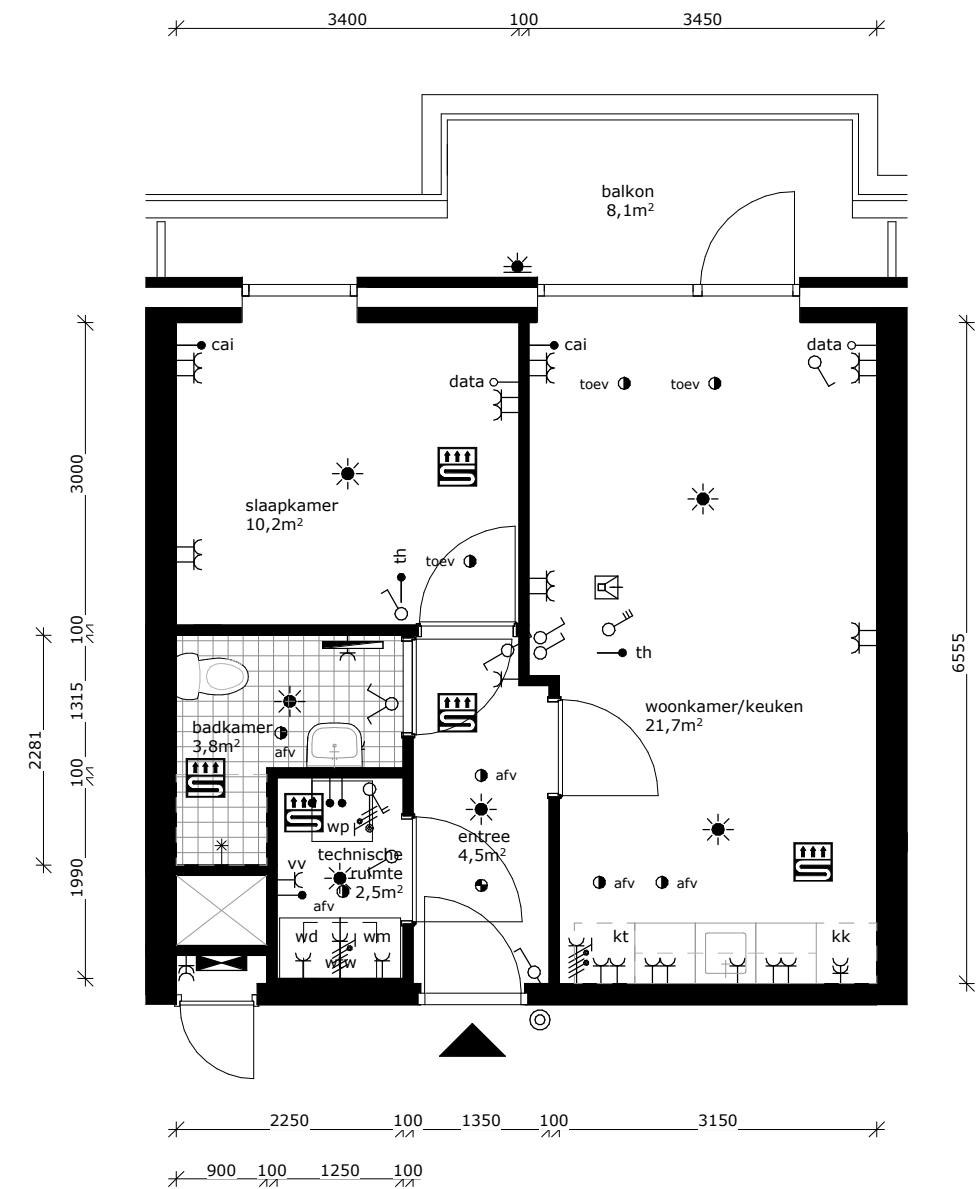 3400 100 3450
balkon
8,1m²
cai
cai
data
data
toev
toev
3000
slaapkamer
10,2m²
th
toev
100
th
6555
1315
2281
woonkamer/keuken
21,7m²
badkamer
3,8m²
afv
100
afv
wp
entree
4,5m²
technische
ruimte
2,5m²
vv
afv
1990
afv
afv
wd
wm
wtw
kt
kk
2250 100 1350 100 3150
900 100 1250 100